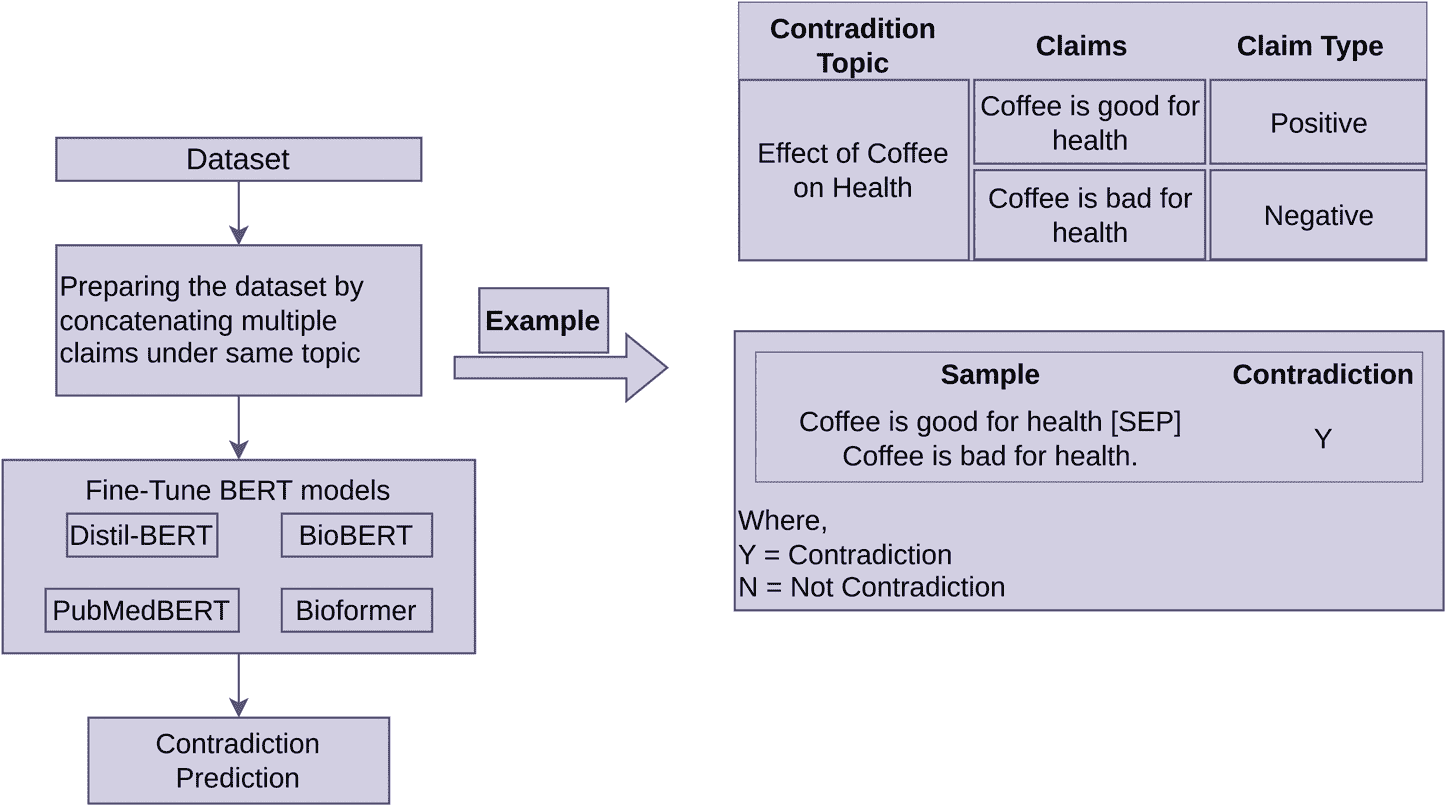 Dataset
Preparing the dataset by
concatenating multiple
claims under same topic
Fine-Tune BERT models
Distil-BERT
BioBERT
PubMedBERT
Bioformer
Contradiction
Prediction
Example
Contradition
Topic
Claims
Claim Type
Effect of Coffee
on Health
Coffee is good for
health
Positive
Coffee is bad for
health
Negative
Sample
Contradiction
Coffee is good for health [SEP]
Coffee is bad for health.
Y
Where,
Y = Contradiction
N = Not Contradiction